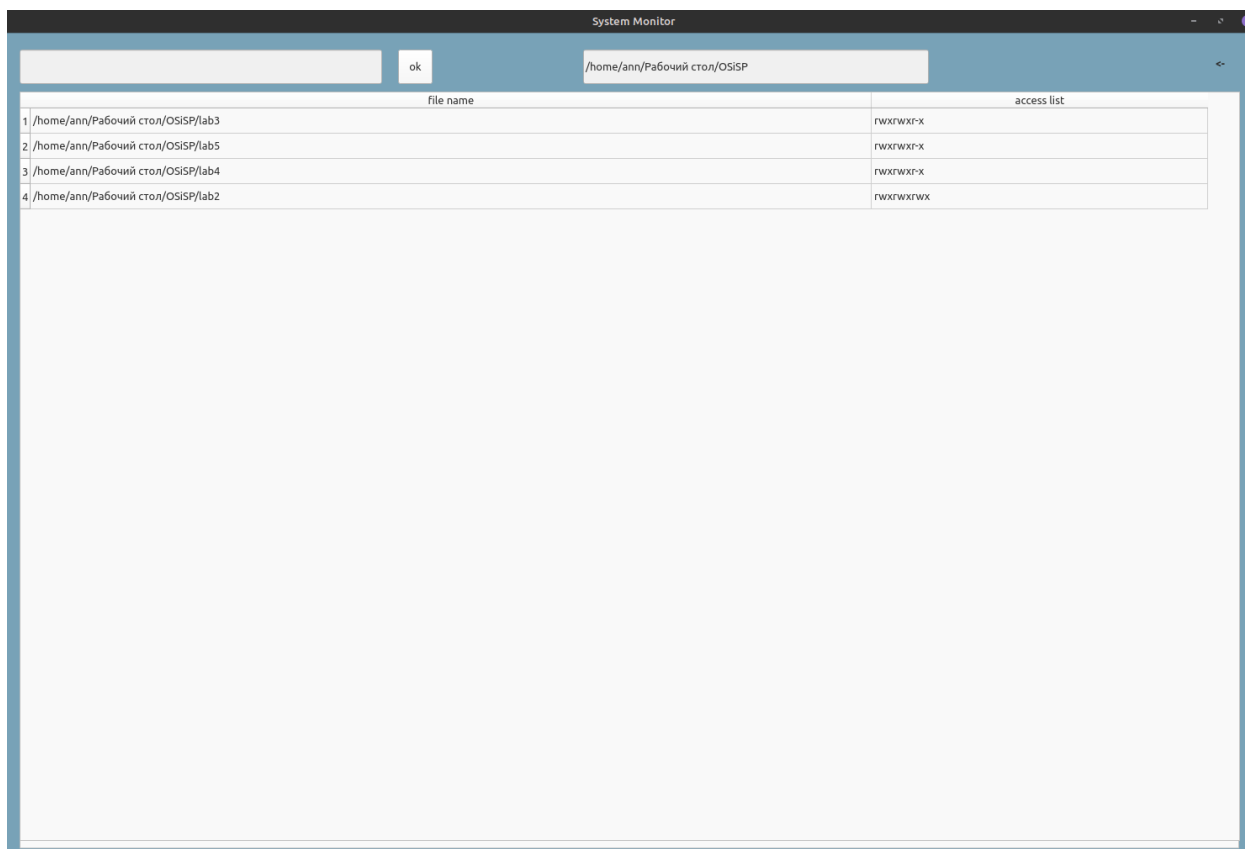 System Monitor
ok /home/ann/Рабочий стол/OSiSP <-
file name access list
1 /home/ann/Рабочий стол/OSiSP/lab3 rwxrwxr-x
2 /home/ann/Рабочий стол/OSiSP/lab5 rwxrwxr-x
3 /home/ann/Рабочий стол/OSiSP/lab4 rwxrwxr-x
4 /home/ann/Рабочий стол/OSiSP/lab2 rwxrwxrwx